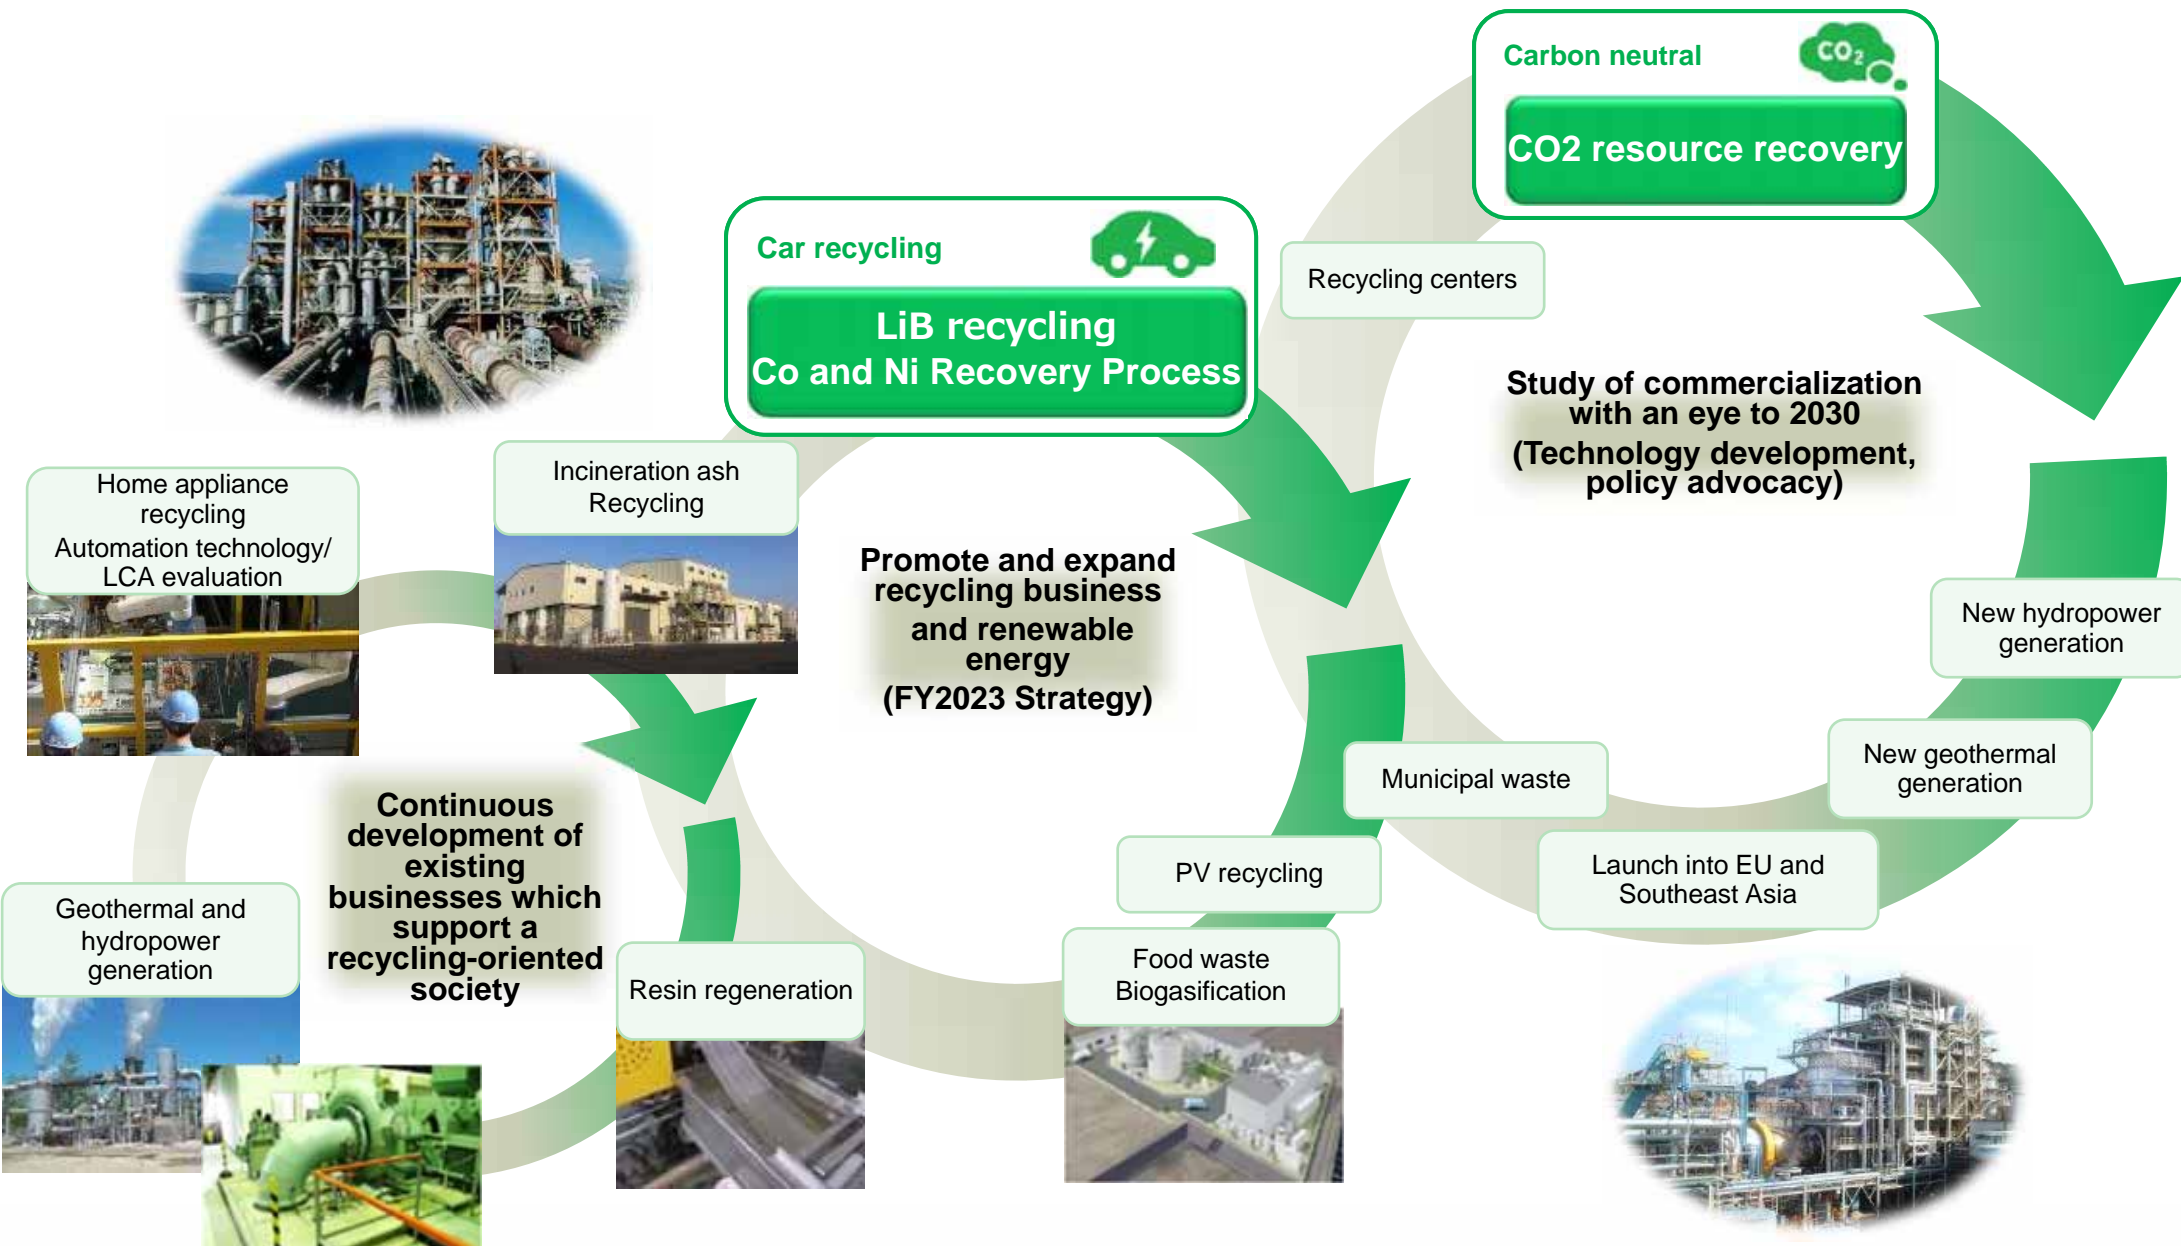 Carbon neutral
CO2
CO2 resource recovery
Car recycling
LiB recycling
Co and Ni Recovery Process
Recycling centers
Study of commercialization
with an eye to 2030
(Technology development,
policy advocacy)
Home appliance
recycling
Automation technology/
LCA evaluation
Incineration ash
Recycling
Promote and expand
recycling business
and renewable
energy
(FY2023 Strategy)
New hydropower
generation
New geothermal
generation
Municipal waste
Launch into EU and
Southeast Asia
PV recycling
Food waste
Biogasification
Continuous
development of
existing
businesses which
support a
recycling-oriented
society
Geothermal and
hydropower
generation
Resin regeneration